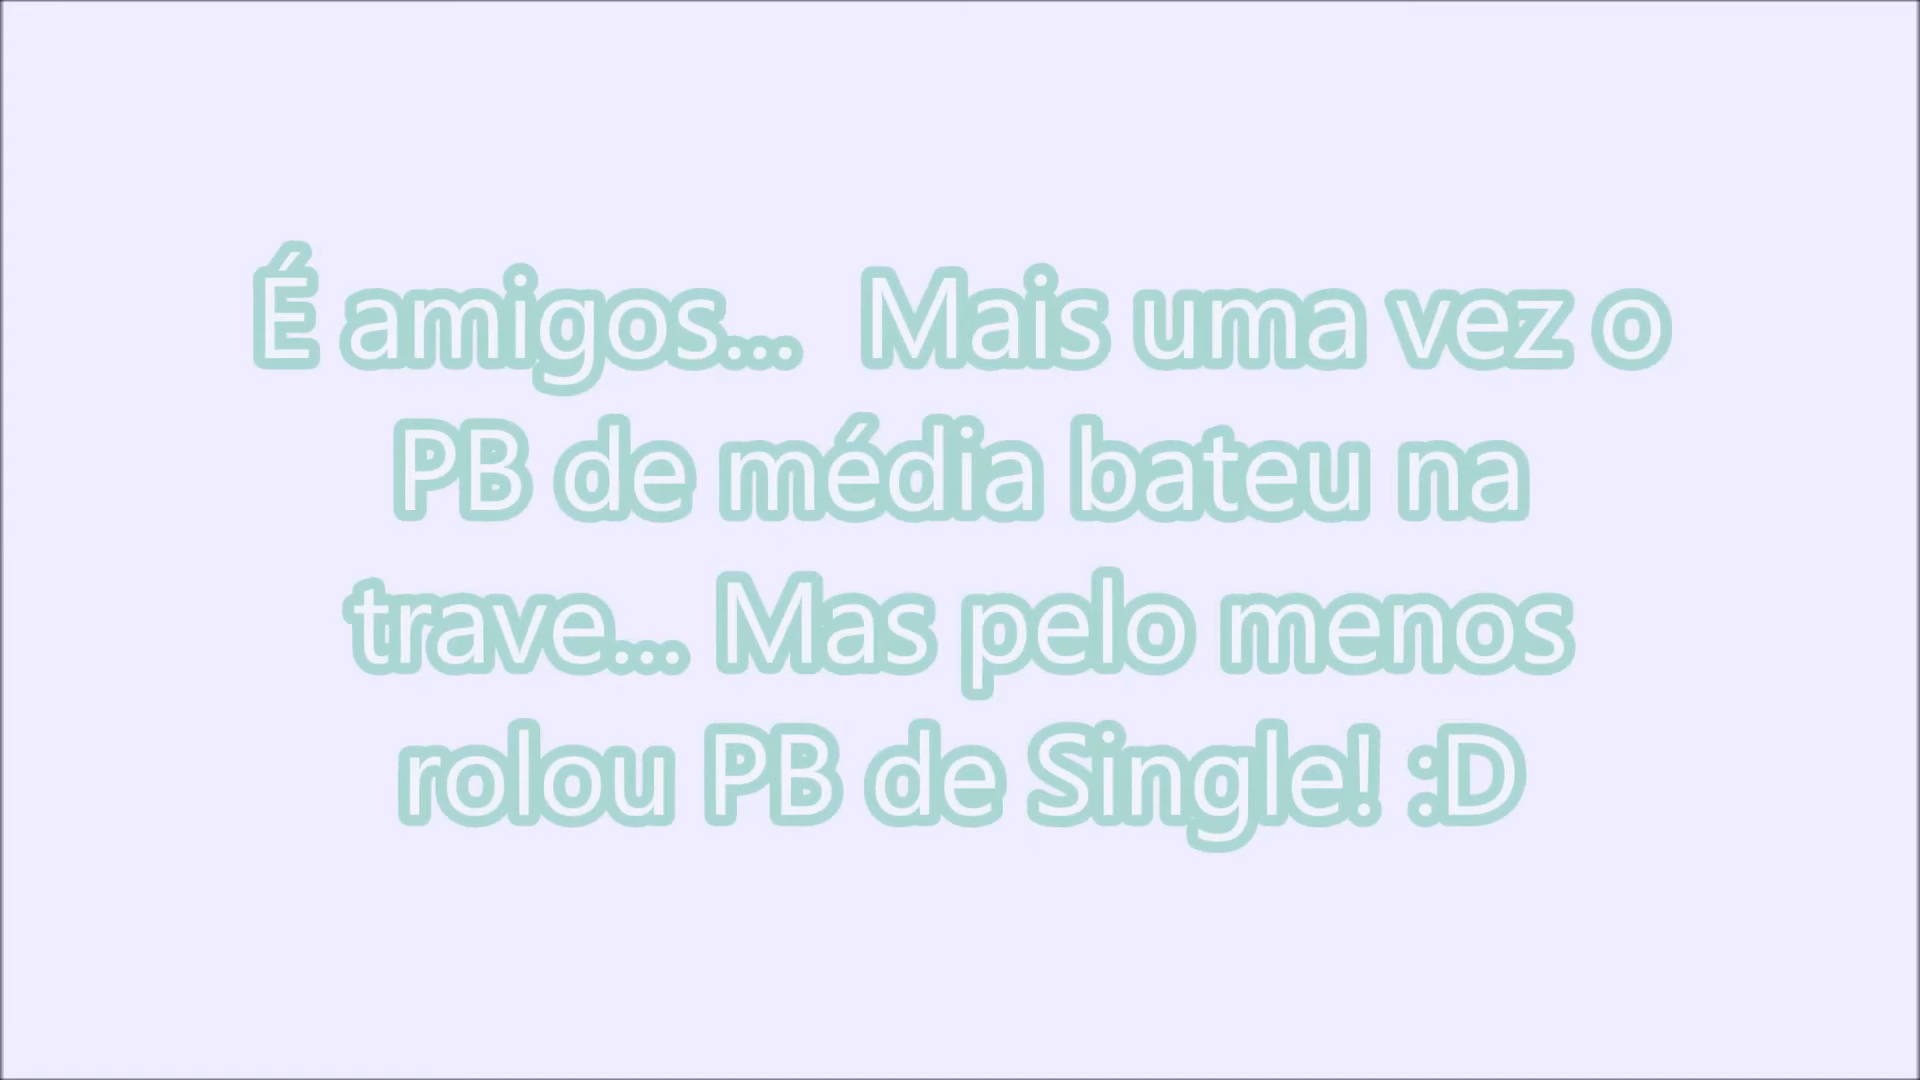 É amigos...  Mais uma vez o
PB de média bateu na
trave... Mas pelo menos
rolou PB de Single! :D